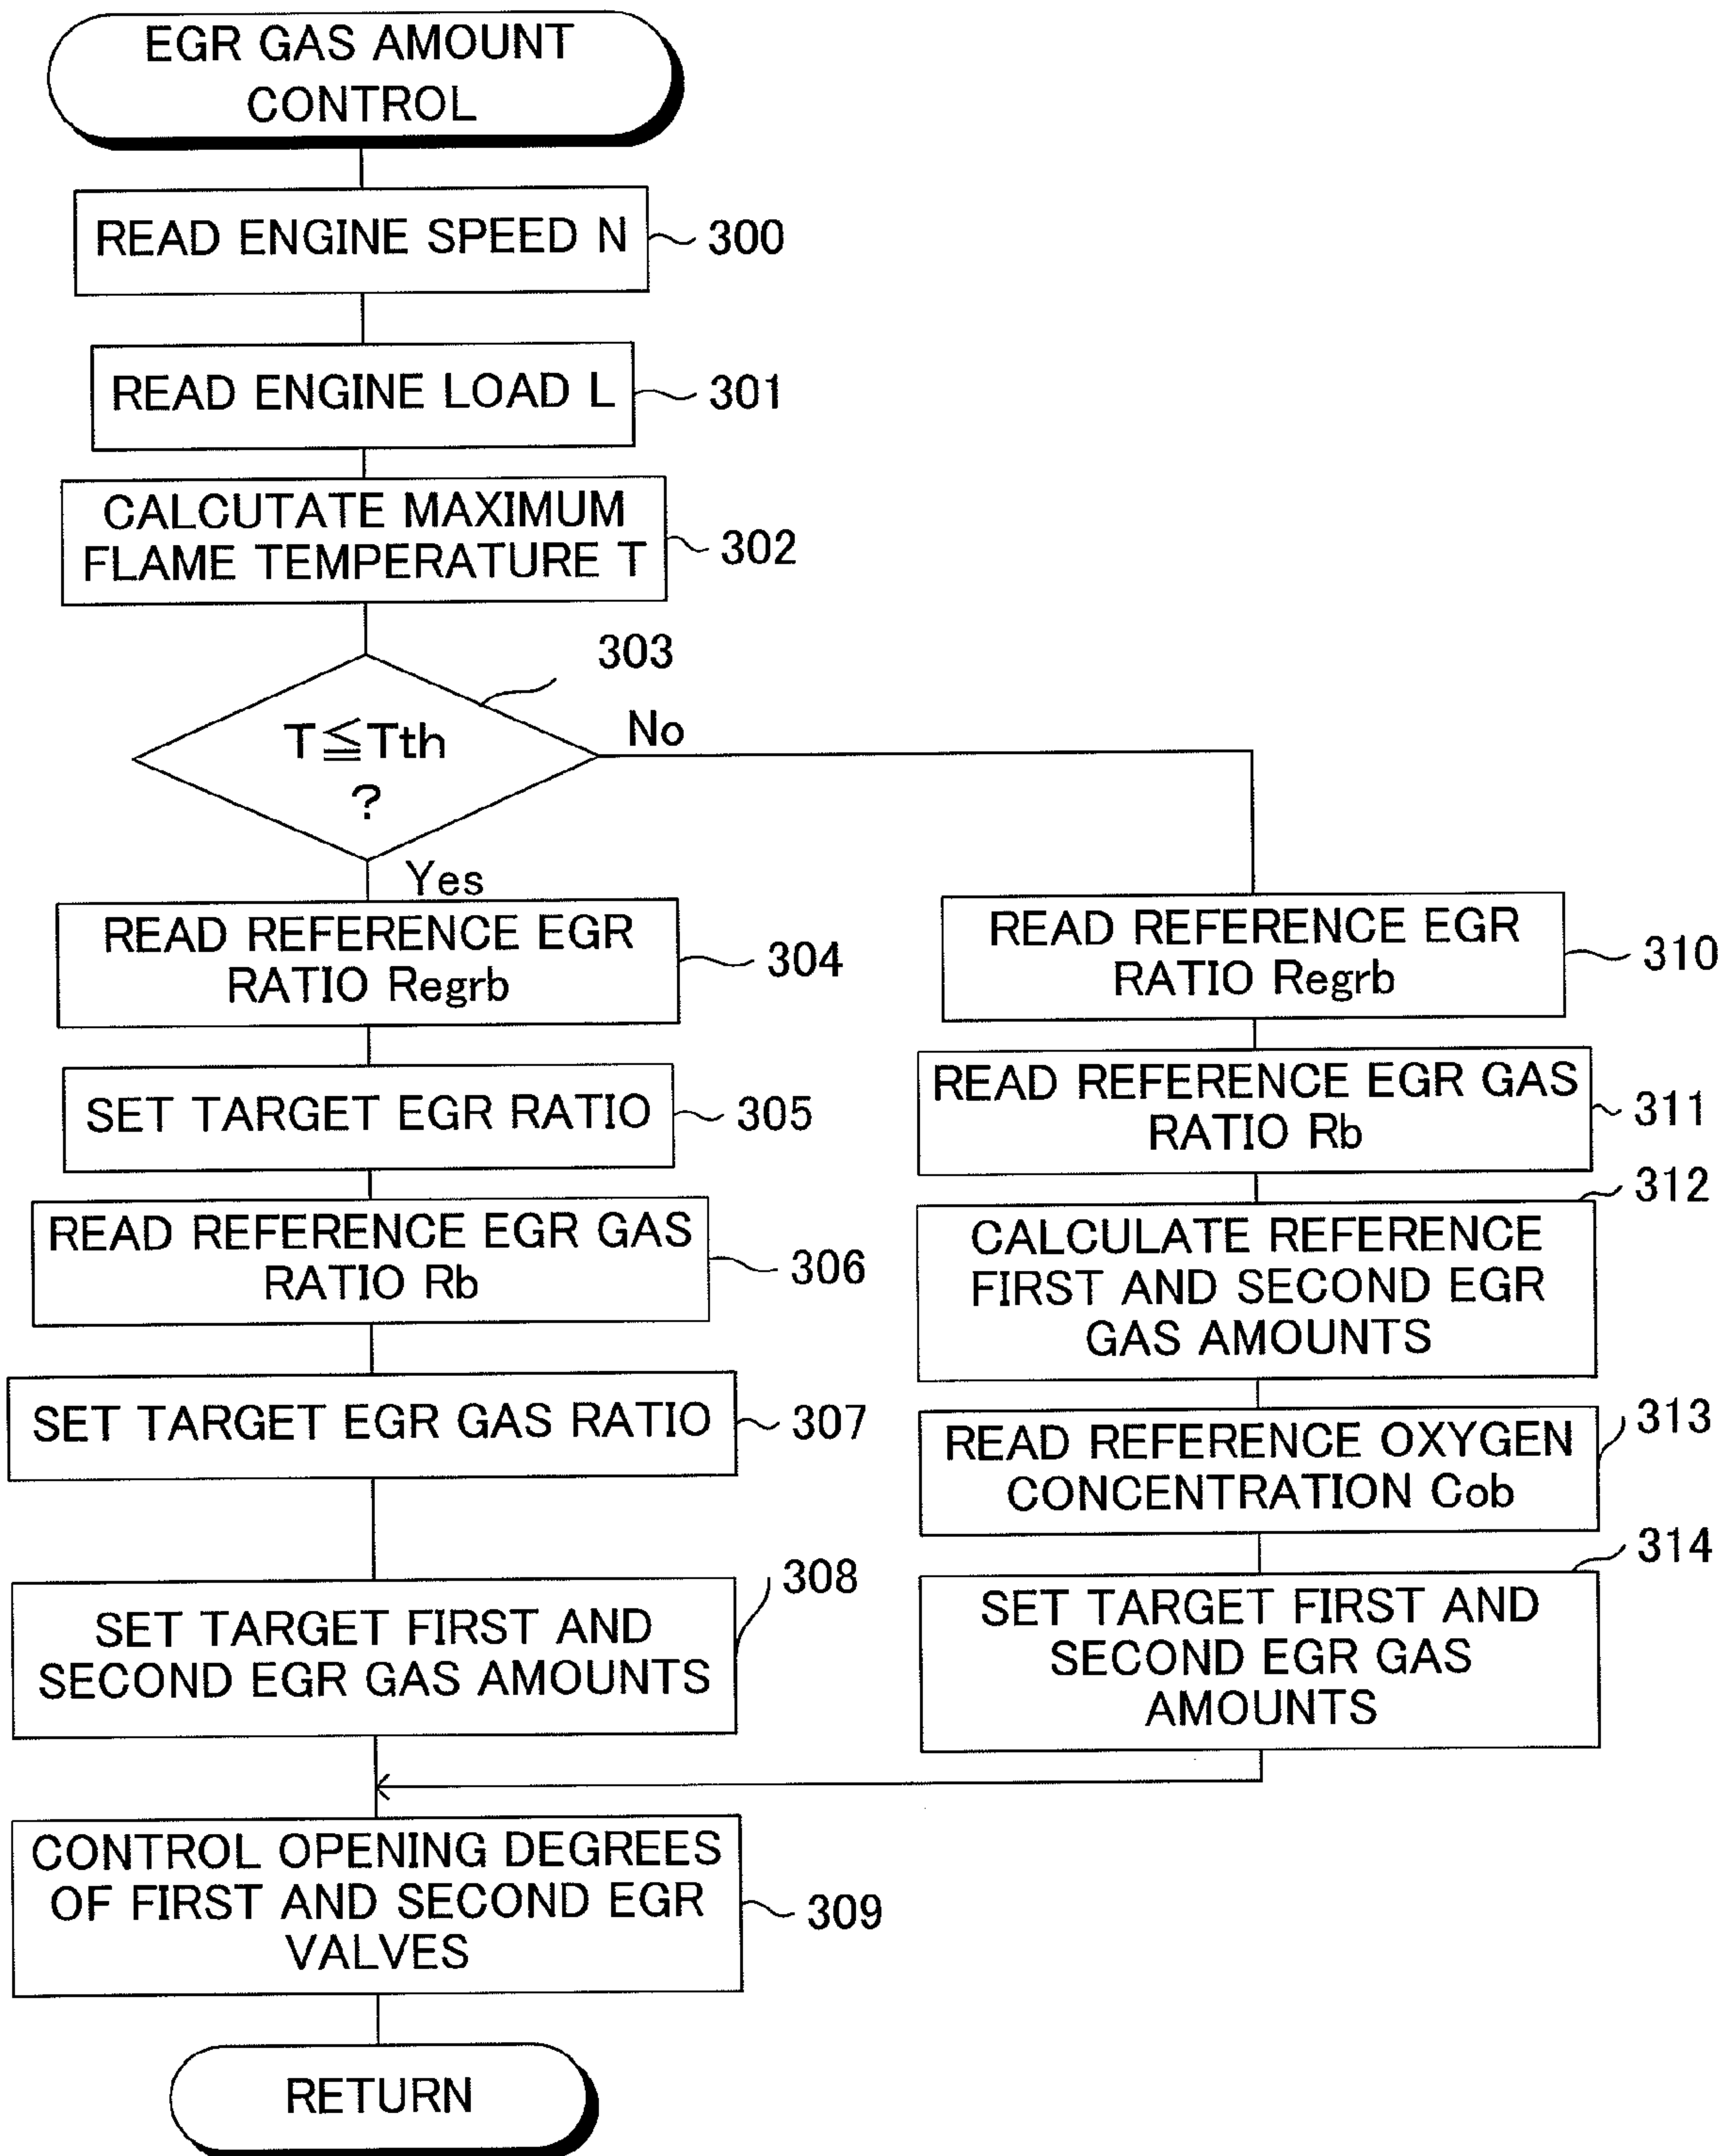 EGR GAS AMOUNT
CONTROL
READ ENGINE SPEED N
300
READ ENGINE LOAD L
301
CALCUTATE MAXIMUM
FLAME TEMPERATURE T
302
303
T≦Tth
?
No
Yes
READ REFERENCE EGR
RATIO Regrb
304
SET TARGET EGR RATIO
305
READ REFERENCE EGR GAS
RATIO Rb
306
SET TARGET EGR GAS RATIO
307
308
SET TARGET FIRST AND
SECOND EGR GAS AMOUNTS
READ REFERENCE EGR
RATIO Regrb
310
READ REFERENCE EGR GAS
RATIO Rb
311
312
CALCULATE REFERENCE
FIRST AND SECOND EGR
GAS AMOUNTS
313
READ REFERENCE OXYGEN
CONCENTRATION Cob
314
SET TARGET FIRST AND
SECOND EGR GAS
AMOUNTS
CONTROL OPENING DEGREES
OF FIRST AND SECOND EGR
VALVES
309
RETURN